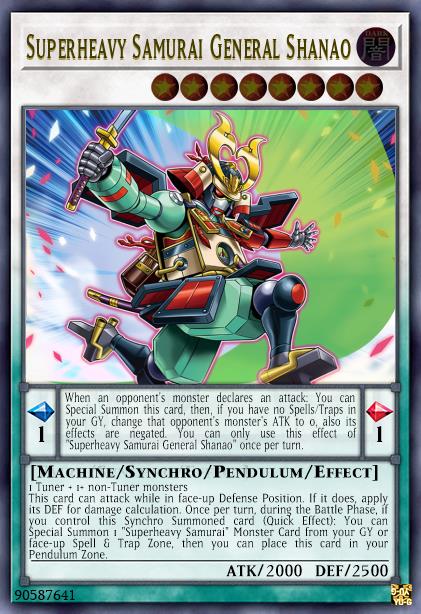 Superheavy Samurai General Shanao
DARK
闇
When an opponent's monster declares an attack: You can
Special Summon this card, then, if you have no Spells/Traps in
your GY, change that opponent's monster's ATK to 0, also its
effects are negated. You can only use this effect of
"Superheavy Samurai General Shanao" once per turn.
1
1
[Machine/Synchro/Pendulum/Effect]
1 Tuner + 1+ non-Tuner monsters
This card can attack while in face-up Defense Position. If it does, apply
its DEF for damage calculation. Once per turn, during the Battle Phase, if
you control this Synchro Summoned card (Quick Effect): You can
Special Summon 1 "Superheavy Samurai" Monster Card from your GY or
face-up Spell & Trap Zone, then you can place this card in your
Pendulum Zone.
ATK/2000 DEF/2500
90587641